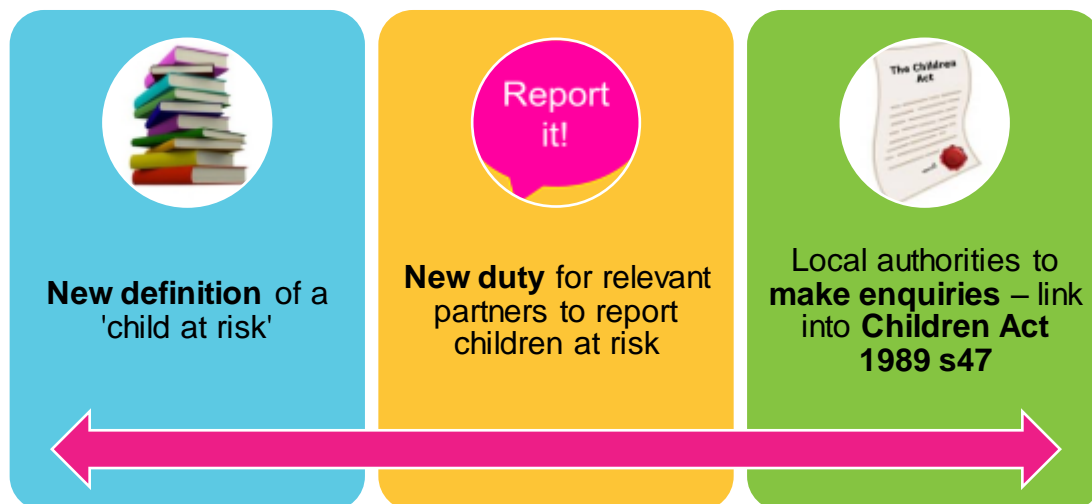 Report
it!
The Children
Act
New definition of a
'child at risk'
New duty for relevant
partners to report
children at risk
Local authorities to
make enquiries – link
into Children Act
1989 s47